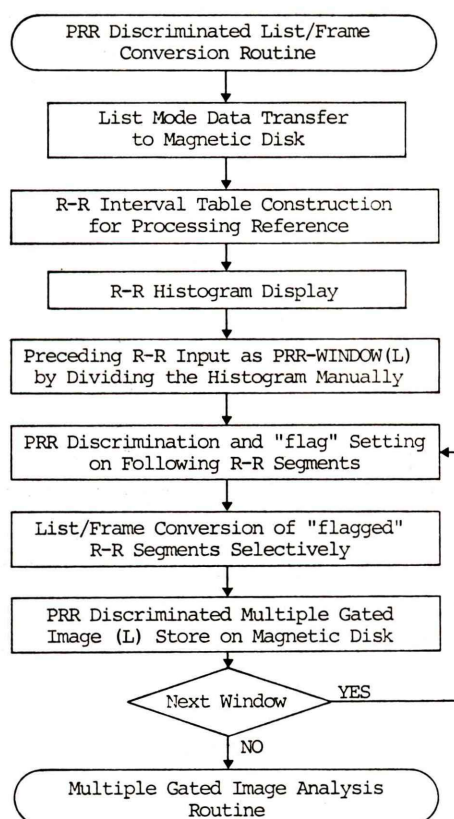 PRR Discriminated List/Frame
Conversion Routine
List Mode Data Transfer
to Magnetic Disk
R-R Interval Table Construction
for Processing Reference
R-R Histogram Display
Preceding R-R Input as PRR-WINDOW(L)
by Dividing the Histogram Manually
PRR Discrimination and "flag" Setting
on Following R-R Segments
List/Frame Conversion of "flagged"
R-R Segments Selectively
PRR Discriminated Multiple Gated
Image (L) Store on Magnetic Disk
Next Window
YES
NO
Multiple Gated Image Analysis
Routine